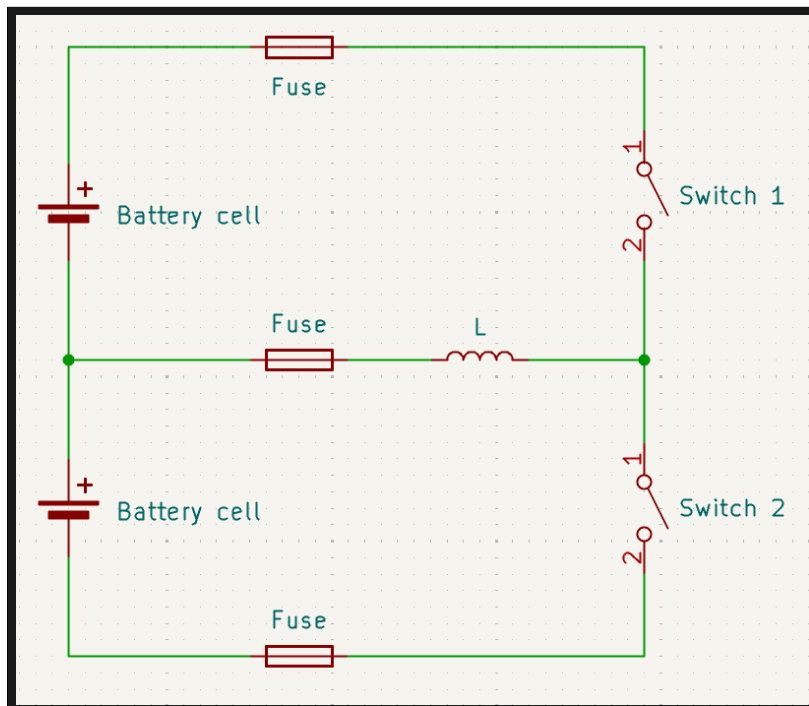 Fuse
+
Battery cell
1
Switch 1
2
Fuse
L
+
Battery cell
1
Switch 2
2
Fuse